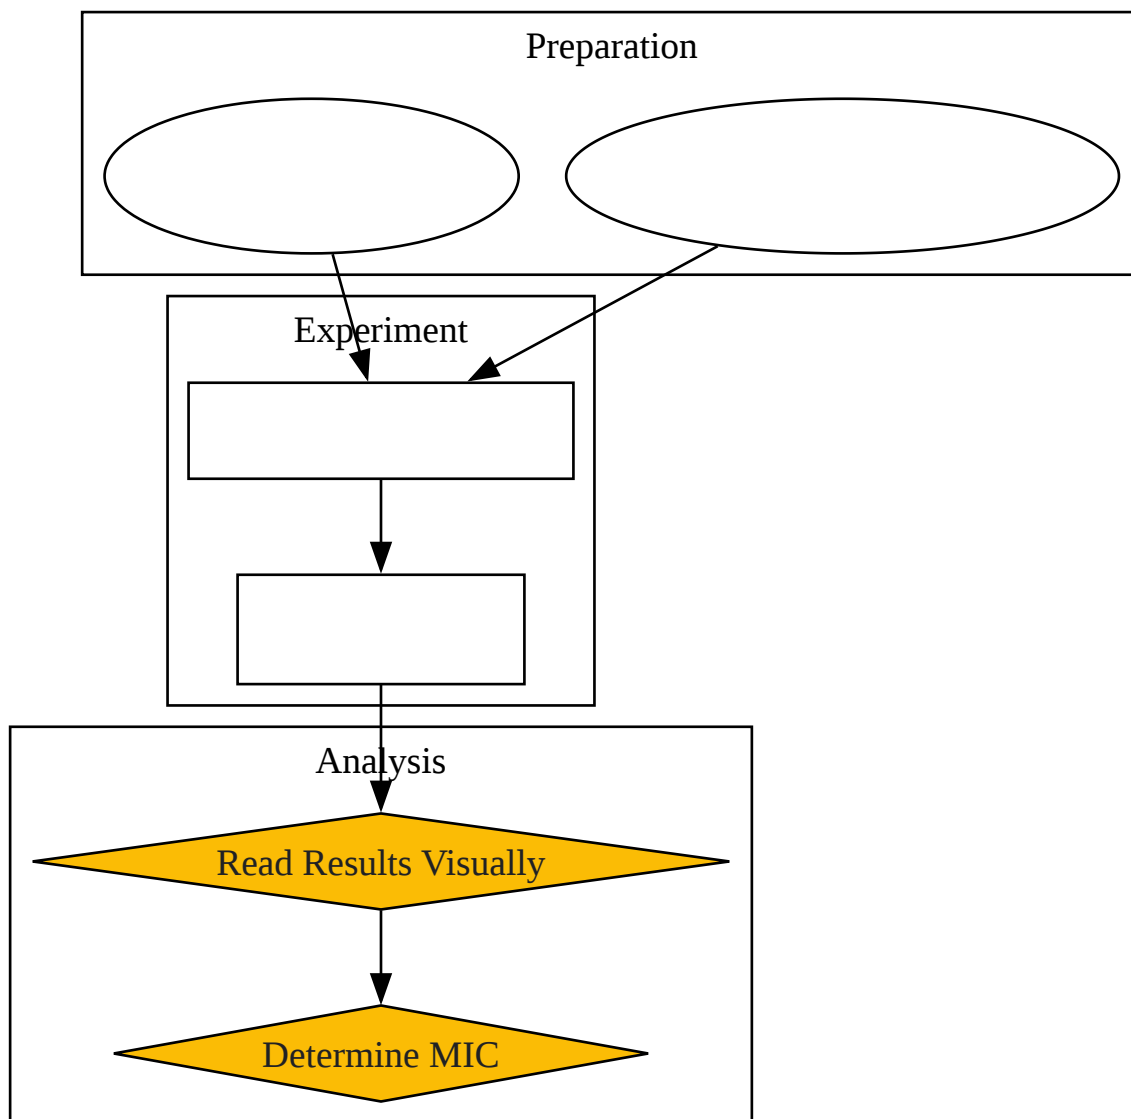 Preparation
Experiment
Analysis
Read Results Visually
Determine MIC